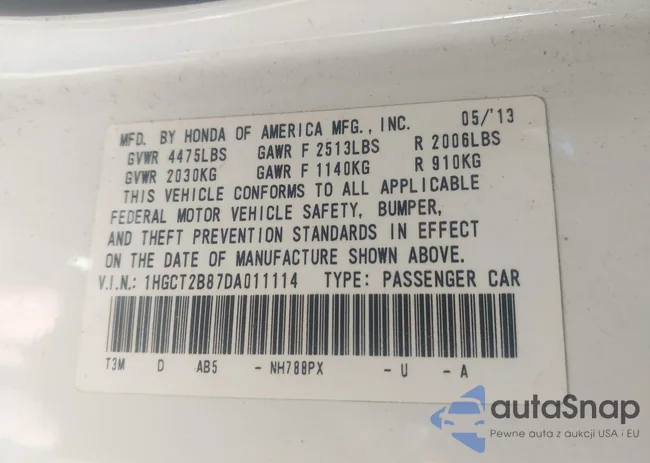 MFD. BY HONDA OF AMERICA MFG., INC. 05/'13
GVWR 4475LBS GAWR F 2513LBS R 2006LBS
GVWR 2030KG GAWR F 1140KG R 910KG
THIS VEHICLE CONFORMS TO ALL APPLICABLE
FEDERAL MOTOR VEHICLE SAFETY, BUMPER,
AND THEFT PREVENTION STANDARDS IN EFFECT
ON THE DATE OF MANUFACTURE SHOWN ABOVE.
V.I.N.: 1HGCT2B87DA011114 TYPE: PASSENGER CAR
T3M D AB5 - NH788PX - U - A
autaSnap
Pewne auta z aukcji USA i EU